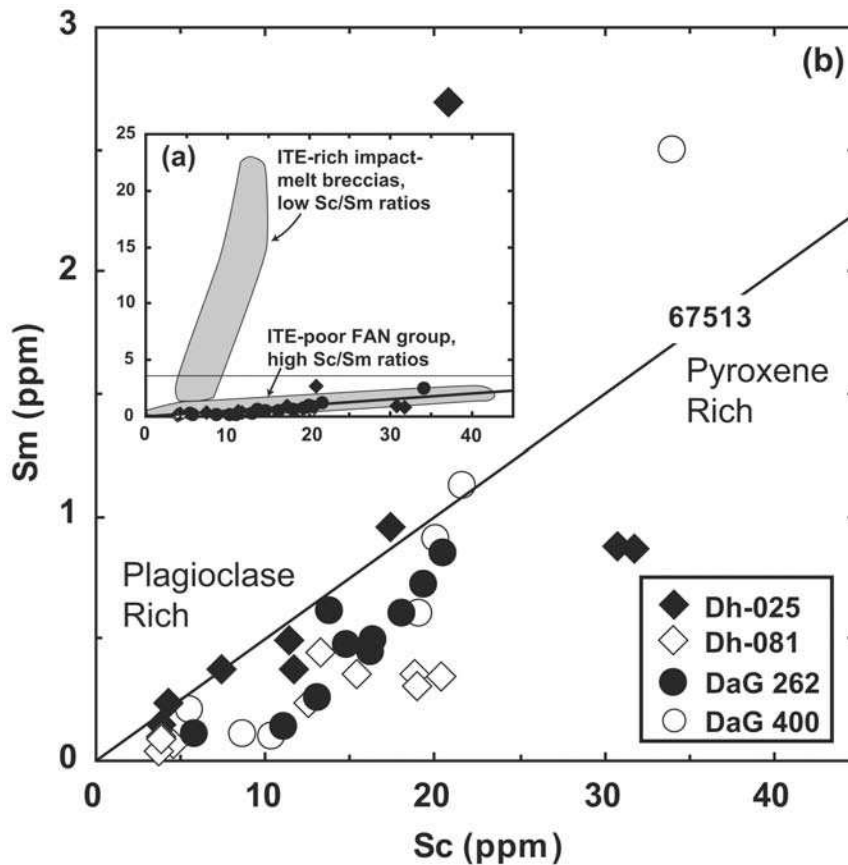 3
(b)
25
(a)
ITE-rich impact-
melt breccias,
low Sc/Sm ratios
20
15
10
ITE-poor FAN group,
high Sc/Sm ratios
5
0
0 10 20 30 40
2
67513
Pyroxene
Rich
Sm (ppm)
1
Plagioclase
Rich
Dh-025
Dh-081
DaG 262
DaG 400
0
0 10 20 30 40
Sc (ppm)